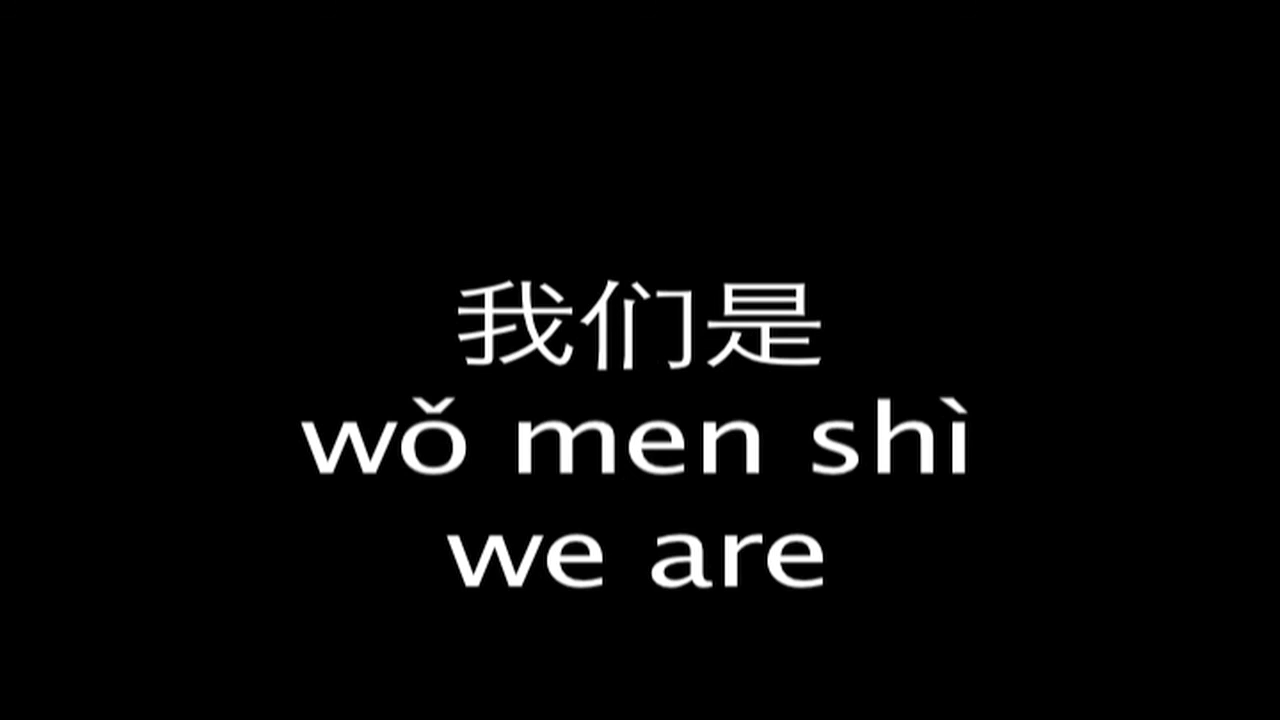 我们是
wǒ men shì
we are